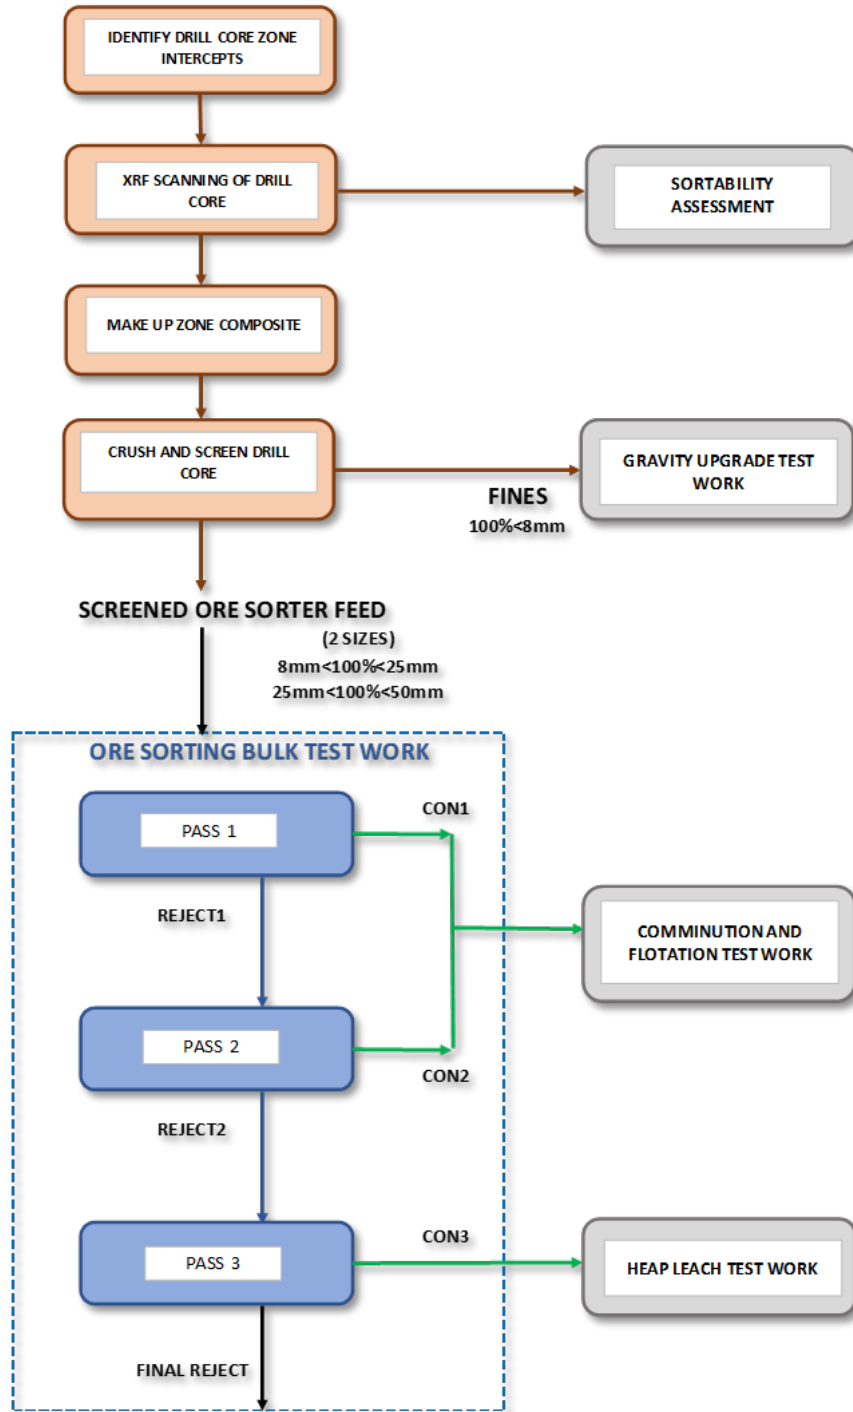 IDENTIFY DRILL CORE ZONE
INTERCEPTS
XRF SCANNING OF DRILL
CORE
SORTABILITY
ASSESSMENT
MAKE UP ZONE COMPOSITE
CRUSH AND SCREEN DRILL
CORE
GRAVITY UPGRADE TEST
WORK
FINES
100%<8mm
SCREENED ORE SORTER FEED
(2 SIZES)
8mm<100%<25mm
25mm<100%<50mm
ORE SORTING BULK TEST WORK
PASS 1
CON1
REJECT1
COMMINUTION AND
FLOTATION TEST WORK
PASS 2
CON2
REJECT2
PASS 3
CON3
HEAP LEACH TEST WORK
FINAL REJECT